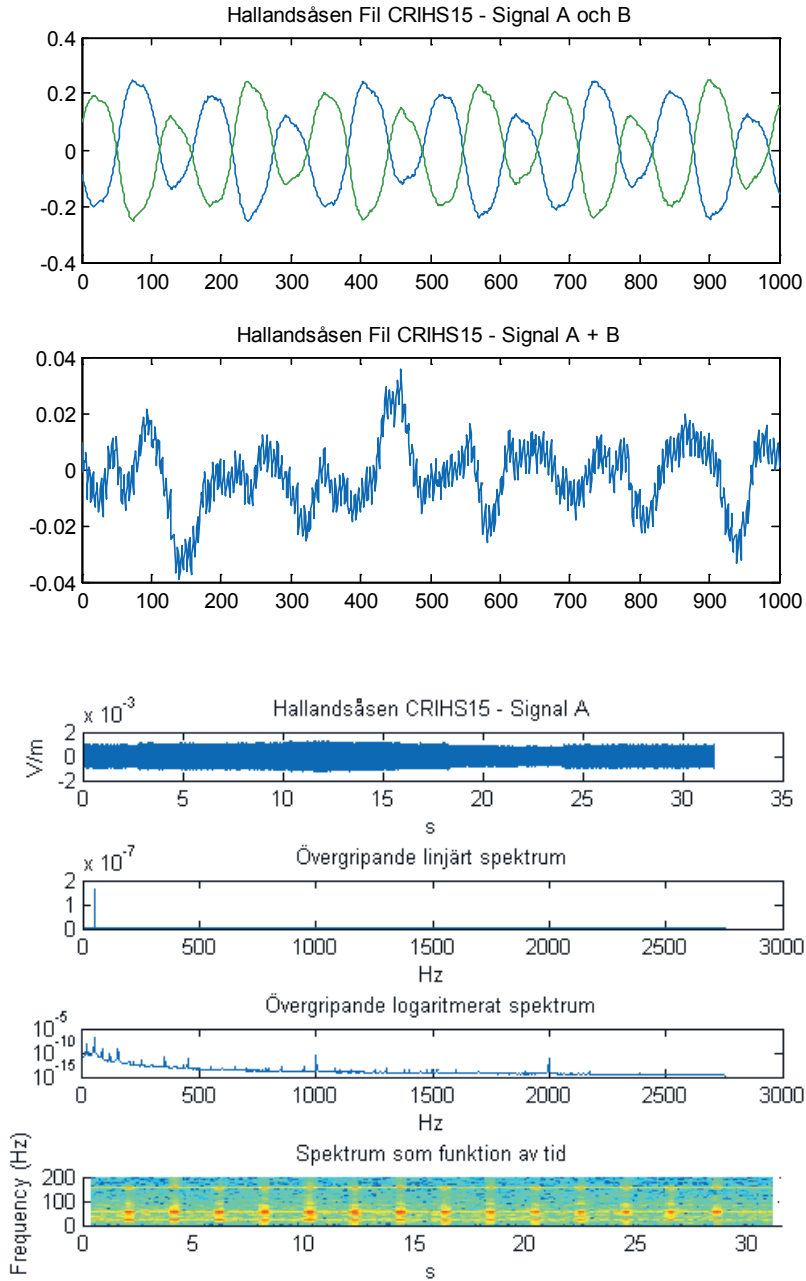 Hallandsåsen Fil CRIHS15 - Signal A och B
0.4
0.2
0
-0.2
-0.4
0 100 200 300 400 500 600 700 800 900 1000
Hallandsåsen Fil CRIHS15 - Signal A + B
0.04
0.02
0
-0.02
-0.04
0 100 200 300 400 500 600 700 800 900 1000
x 10⁻³
Hallandsåsen CRIHS15 - Signal A
V/m
2
0
-2
0 5 10 15 20 25 30 35
s
x 10⁻⁷
Övergripande linjärt spektrum
2
1
0
0 500 1000 1500 2000 2500 3000
Hz
Övergripande logaritmerat spektrum
10⁻⁵
10⁻¹⁰
10⁻¹⁵
0 500 1000 1500 2000 2500 3000
Hz
Spektrum som funktion av tid
Frequency (Hz)
200
100
0
0 5 10 15 20 25 30
s